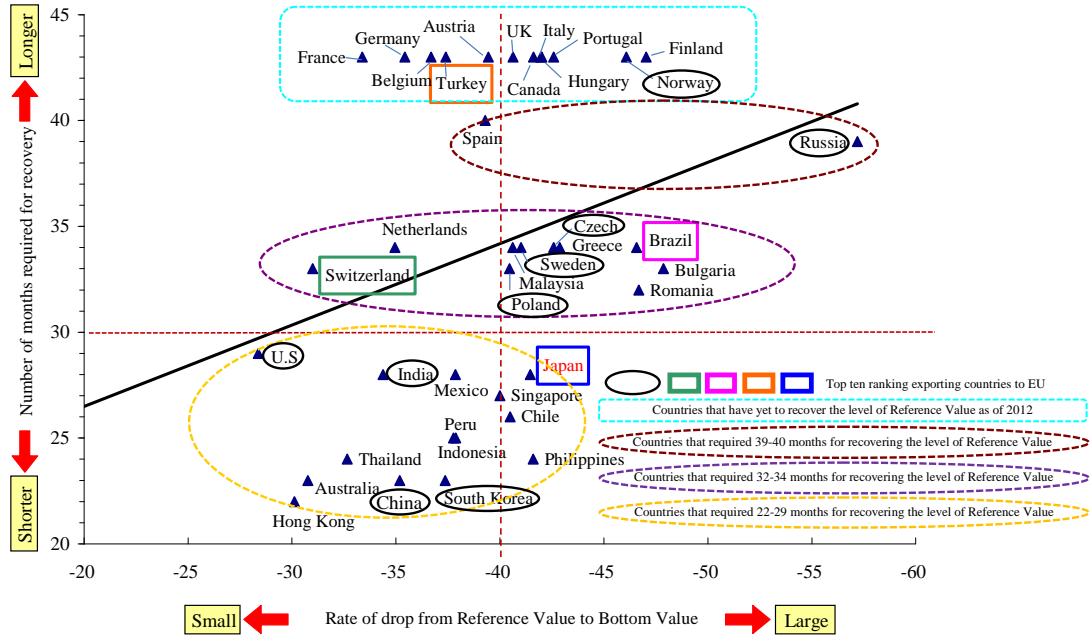 Longer
Number of months required for recovery
Shorter
45
40
35
30
25
20
France
Germany
Belgium
Austria
Turkey
UK
Italy
Portugal
Finland
Canada
Hungary
Norway
Spain
Russia
Netherlands
Switzerland
Czech
Greece
Brazil
Sweden
Malaysia
Bulgaria
Poland
Romania
U.S
India
Mexico
Japan
Singapore
Chile
Peru
Indonesia
Thailand
Philippines
Australia
China
South Korea
Hong Kong
Top ten ranking exporting countries to EU
Countries that have yet to recover the level of Reference Value as of 2012
Countries that required 39-40 months for recovering the level of Reference Value
Countries that required 32-34 months for recovering the level of Reference Value
Countries that required 22-29 months for recovering the level of Reference Value
-20 -30 -35 -40 -45 -50 -55 -60
Small
Rate of drop from Reference Value to Bottom Value
Large